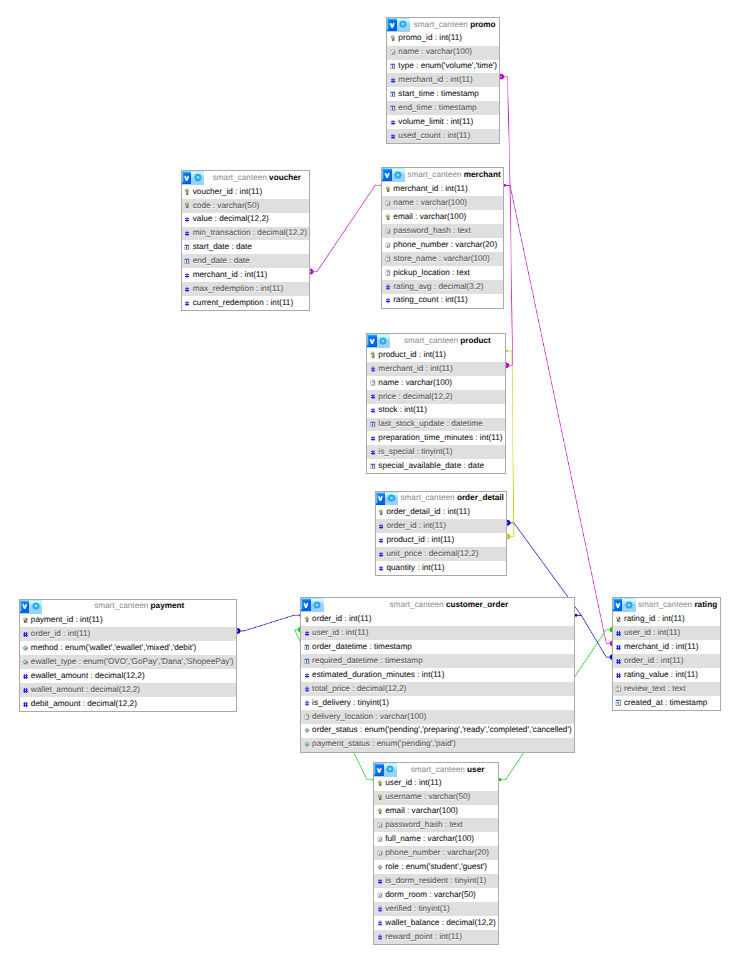 smart_canteen promo
promo_id : int(11)
name : varchar(100)
type : enum('volume','time')
merchant_id : int(11)
start_time : timestamp
end_time : timestamp
volume_limit : int(11)
used_count : int(11)
smart_canteen voucher
voucher_id : int(11)
code : varchar(50)
value : decimal(12,2)
min_transaction : decimal(12,2)
start_date : date
end_date : date
merchant_id : int(11)
max_redemption : int(11)
current_redemption : int(11)
smart_canteen merchant
merchant_id : int(11)
name : varchar(100)
email : varchar(100)
password_hash : text
phone_number : varchar(20)
store_name : varchar(100)
pickup_location : text
rating_avg : decimal(3,2)
rating_count : int(11)
smart_canteen product
product_id : int(11)
merchant_id : int(11)
name : varchar(100)
price : decimal(12,2)
stock : int(11)
last_stock_update : datetime
preparation_time_minutes : int(11)
is_special : tinyint(1)
special_available_date : date
smart_canteen order_detail
order_detail_id : int(11)
order_id : int(11)
product_id : int(11)
unit_price : decimal(12,2)
quantity : int(11)
smart_canteen payment
payment_id : int(11)
order_id : int(11)
method : enum('wallet','ewallet','mixed','debit')
ewallet_type : enum('OVO','GoPay','Dana','ShopeePay')
ewallet_amount : decimal(12,2)
wallet_amount : decimal(12,2)
debit_amount : decimal(12,2)
smart_canteen customer_order
order_id : int(11)
user_id : int(11)
order_datetime : timestamp
required_datetime : timestamp
estimated_duration_minutes : int(11)
total_price : decimal(12,2)
is_delivery : tinyint(1)
delivery_location : varchar(100)
order_status : enum('pending','preparing','ready','completed','cancelled')
payment_status : enum('pending','paid')
smart_canteen rating
rating_id : int(11)
user_id : int(11)
merchant_id : int(11)
order_id : int(11)
rating_value : int(11)
review_text : text
created_at : timestamp
smart_canteen user
user_id : int(11)
username : varchar(50)
email : varchar(100)
password_hash : text
full_name : varchar(100)
phone_number : varchar(20)
role : enum('student','guest')
is_dorm_resident : tinyint(1)
dorm_room : varchar(50)
verified : tinyint(1)
wallet_balance : decimal(12,2)
reward_point : int(11)